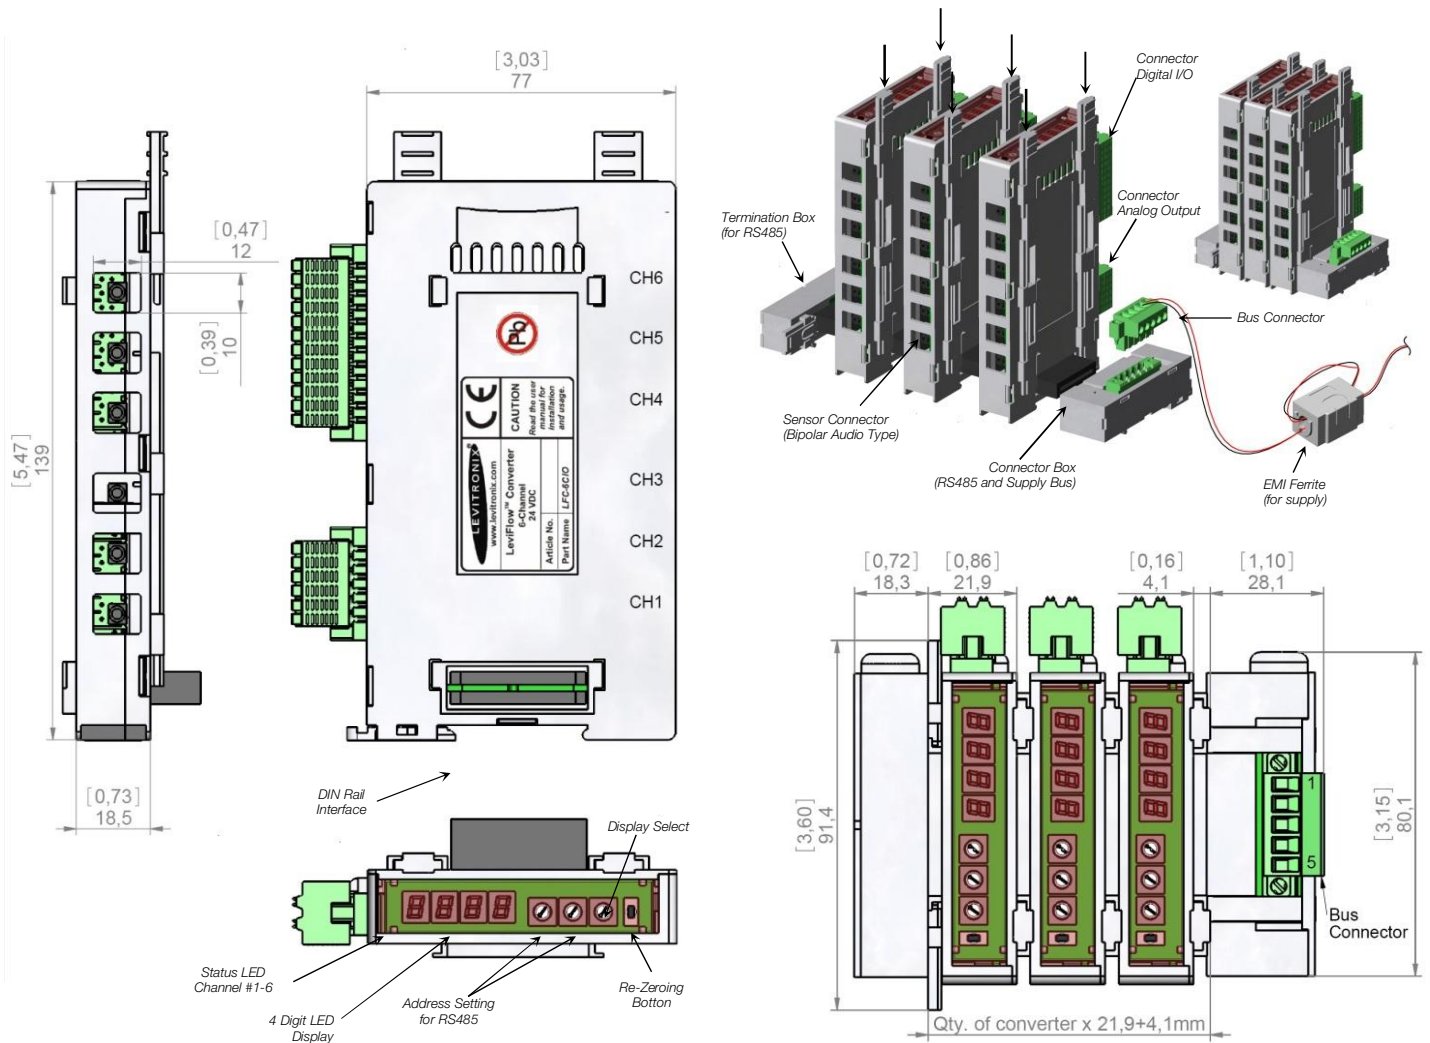 [3,03]
77
[0,47]
12
[0,39]
10
[5,47]
139
[0,73]
18,5
CH6
CH5
CH4
CH3
CH2
CH1
Pb
CE
CAUTION
Read the user
manual for
installation
and usage.
LEVITRONIX
www.levitronix.com
LeviFlow™ Converter
6-Channel
24 VDC
Article No.
Part Name LFC-6CIO
DIN Rail
Interface
Display Select
Status LED
Channel #1-6
4 Digit LED
Display
Address Setting
for RS485
Re-Zeroing
Botton
8888
Connector
Digital I/O
Connector
Analog Output
Termination Box
(for RS485)
Bus Connector
Sensor Connector
(Bipolar Audio Type)
Connector Box
(RS485 and Supply Bus)
EMI Ferrite
(for supply)
[0,72]
18,3
[0,86]
21,9
[0,16]
4,1
[1,10]
28,1
[3,60]
91,4
[3,15]
80,1
1
5
Bus
Connector
Qty. of converter x 21,9+4,1mm